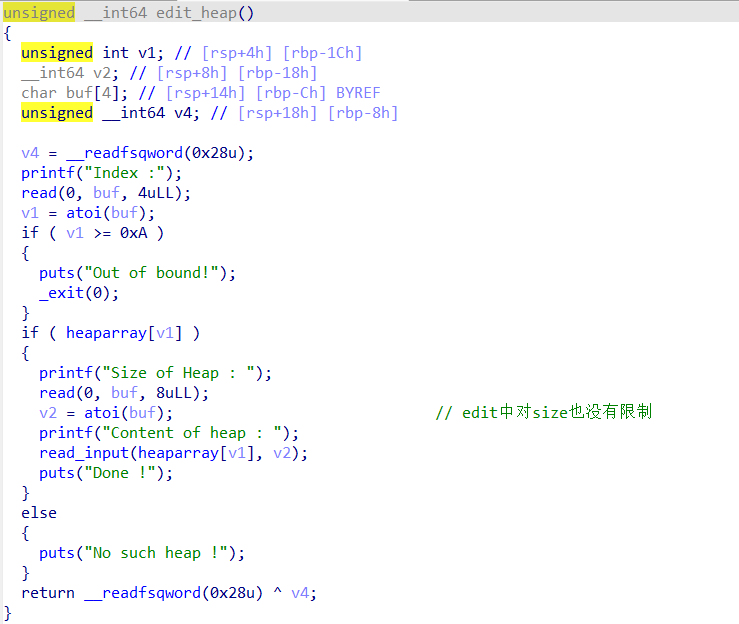 unsigned __int64 edit_heap()
{
  unsigned int v1; // [rsp+4h] [rbp-1Ch]
  __int64 v2; // [rsp+8h] [rbp-18h]
  char buf[4]; // [rsp+14h] [rbp-Ch] BYREF
  unsigned __int64 v4; // [rsp+18h] [rbp-8h]

  v4 = __readfsqword(0x28u);
  printf("Index :");
  read(0, buf, 4uLL);
  v1 = atoi(buf);
  if ( v1 >= 0xA )
  {
    puts("Out of bound!");
    _exit(0);
  }
  if ( heaparray[v1] )
  {
    printf("Size of Heap : ");
    read(0, buf, 8uLL);
    v2 = atoi(buf);                             // edit中对size也没有限制
    printf("Content of heap : ");
    read_input(heaparray[v1], v2);
    puts("Done !");
  }
  else
  {
    puts("No such heap !");
  }
  return __readfsqword(0x28u) ^ v4;
}